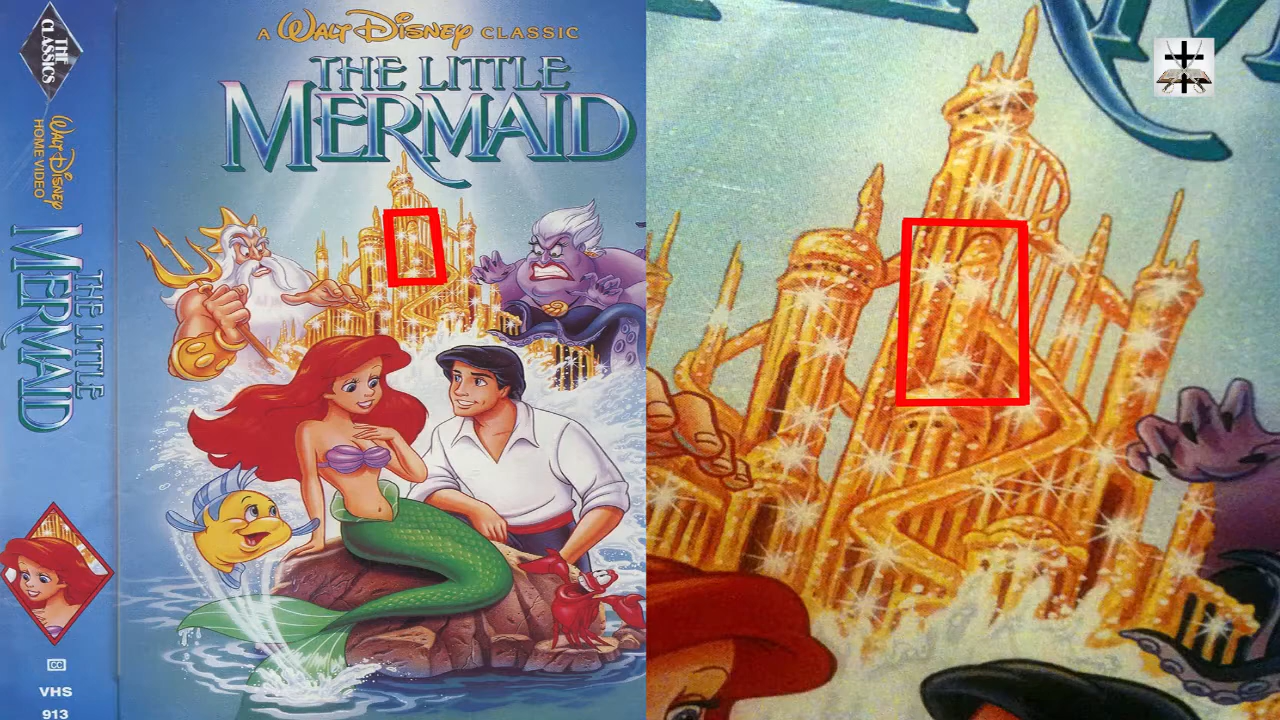 THE
CLASSICS
WALT DISNEY
HOME VIDEO
THE LITTLE
MERMAID
CC
VHS
913
A WALT DISNEY CLASSIC
THE LITTLE
MERMAID